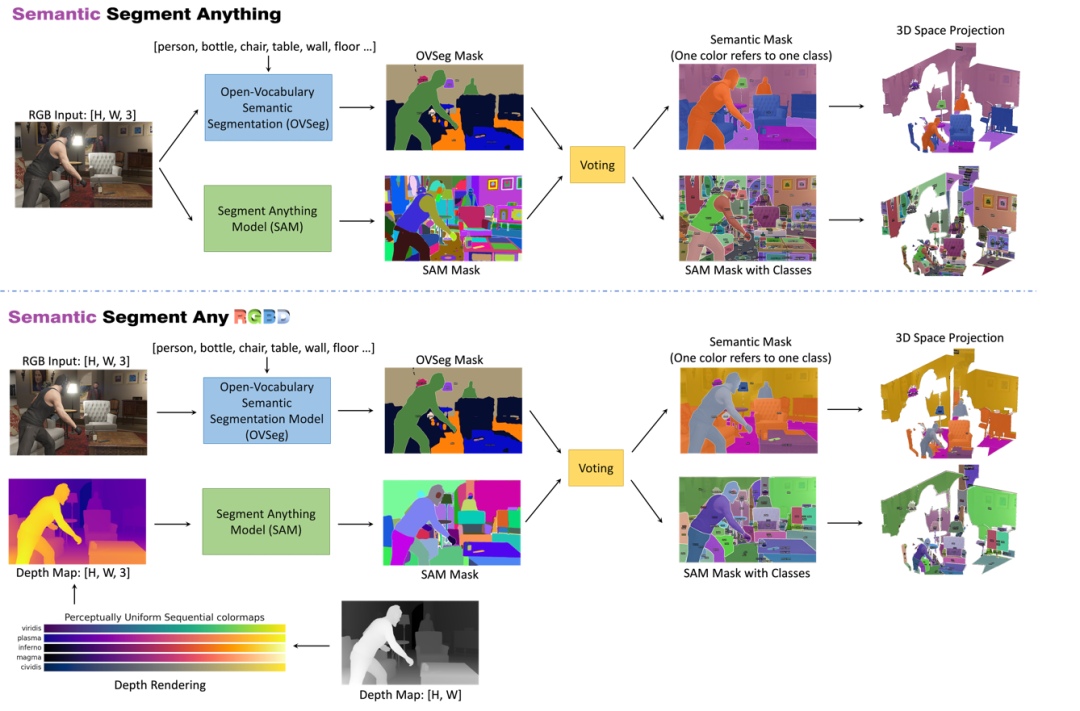 Semantic Segment Anything
[person, bottle, chair, table, wall, floor ...]
RGB Input: [H, W, 3]
Open-Vocabulary
Semantic
Segmentation (OVSeg)
Segment Anything
Model (SAM)
OVSeg Mask
SAM Mask
Voting
Semantic Mask
(One color refers to one class)
SAM Mask with Classes
3D Space Projection
Semantic Segment Any RGBD
[person, bottle, chair, table, wall, floor ...]
RGB Input: [H, W, 3]
Open-Vocabulary
Semantic
Segmentation Model
(OVSeg)
Depth Map: [H, W, 3]
Segment Anything
Model (SAM)
OVSeg Mask
SAM Mask
Voting
Semantic Mask
(One color refers to one class)
SAM Mask with Classes
3D Space Projection
Perceptually Uniform Sequential colormaps
viridis
plasma
inferno
magma
cividis
Depth Rendering
Depth Map: [H, W]